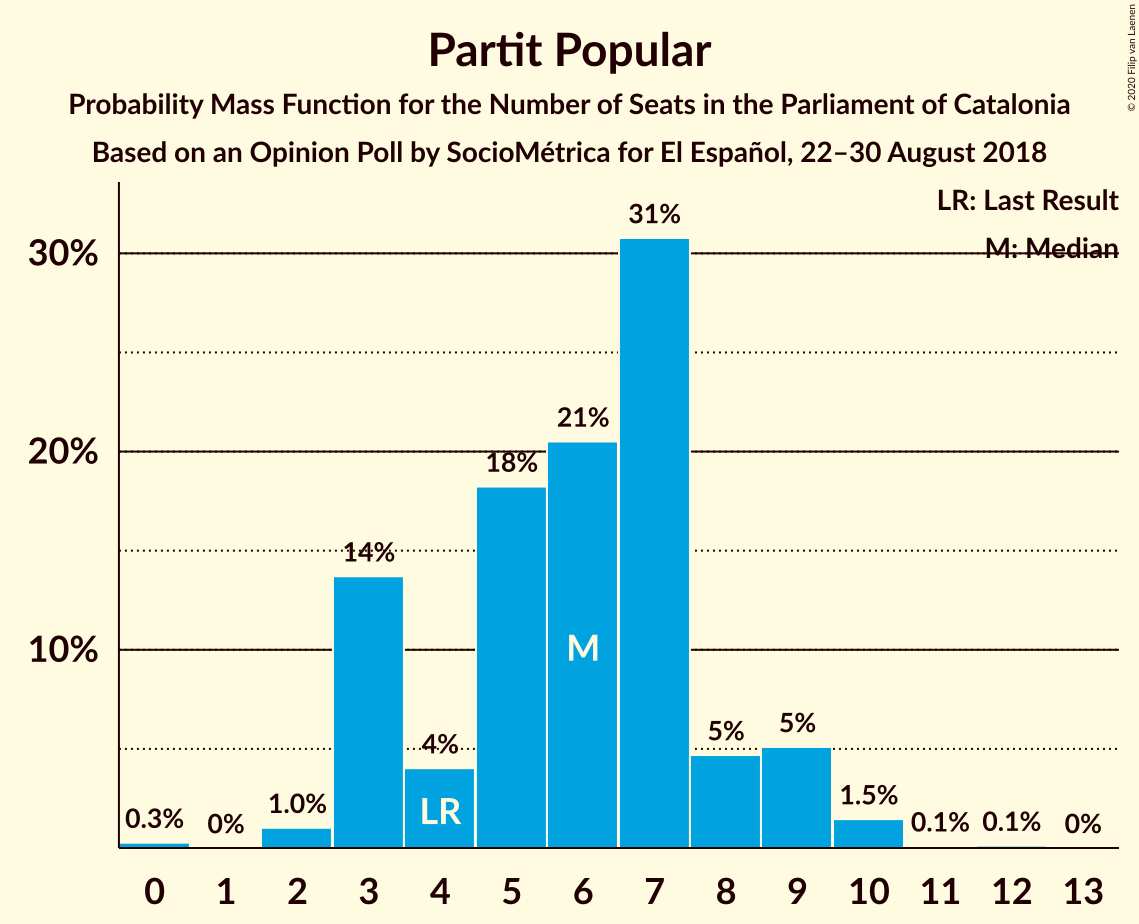 Partit Popular
Probability Mass Function for the Number of Seats in the Parliament of Catalonia
Based on an Opinion Poll by SocioMétrica for El Español, 22–30 August 2018
© 2020 Filip van Laenen
LR: Last Result
M: Median
30%
20%
10%
0.3%
0%
1.0%
14%
4%
18%
21%
31%
5%
5%
1.5%
0.1%
0.1%
0%
LR
M
0 1 2 3 4 5 6 7 8 9 10 11 12 13